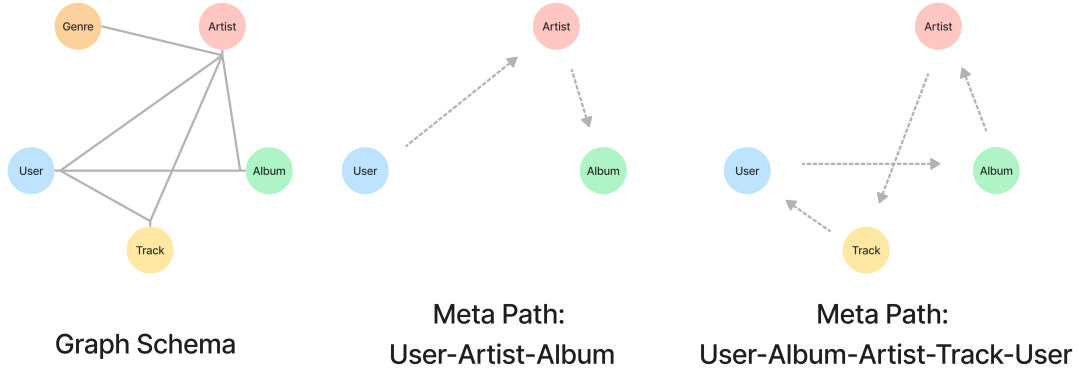 Genre
Artist
User
Album
Track
Graph Schema
Artist
User
Album
Meta Path:
User-Artist-Album
Artist
User
Album
Track
Meta Path:
User-Album-Artist-Track-User